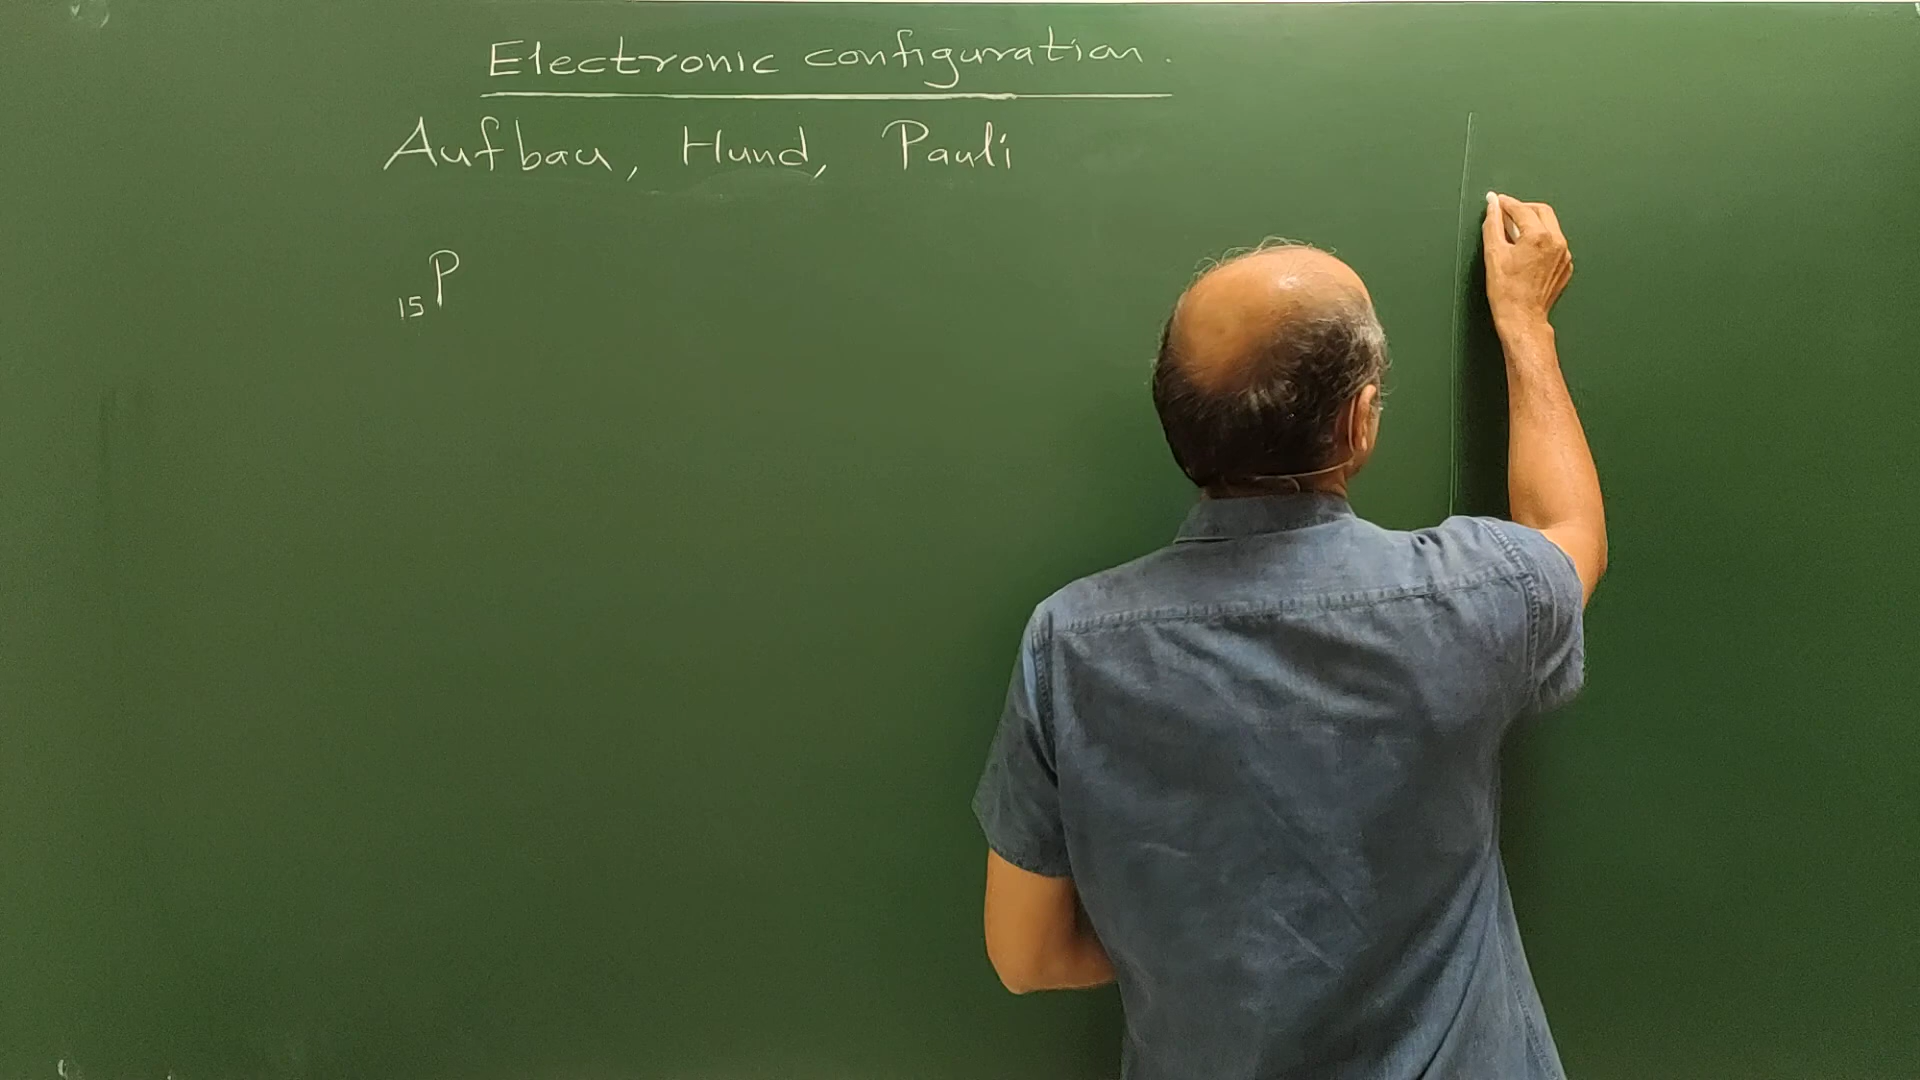 Electronic configuration.
Aufbau, Hund, Pauli
₁₅P